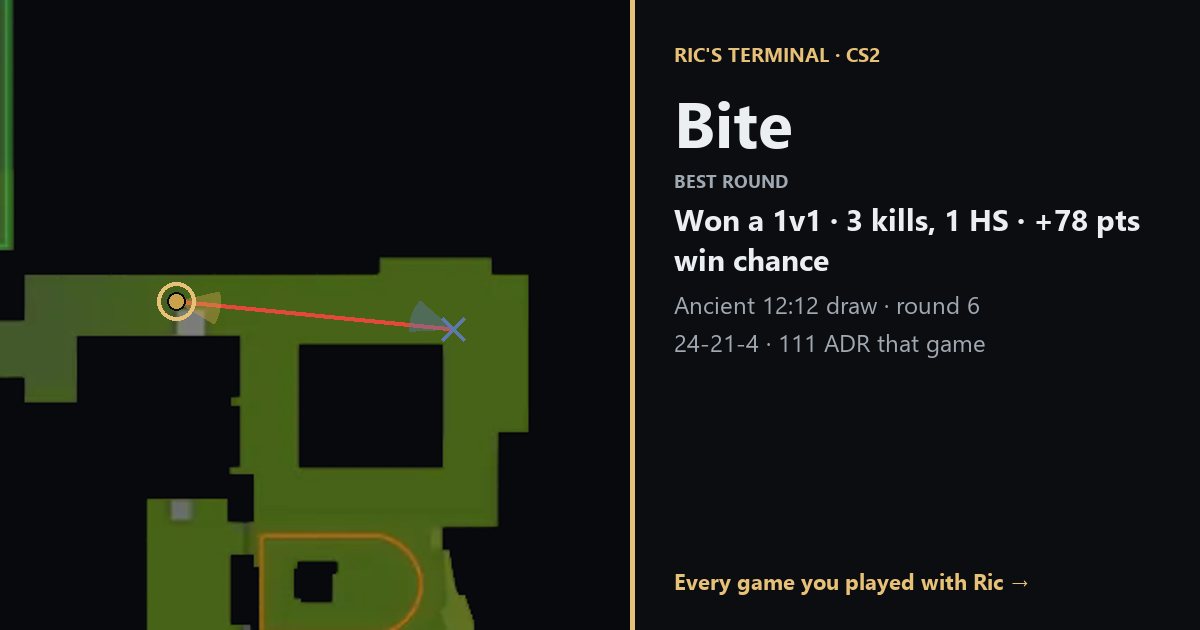 RIC'S TERMINAL · CS2
Bite
BEST ROUND
Won a 1v1 · 3 kills, 1 HS · +78 pts
win chance
Ancient 12:12 draw · round 6
24-21-4 · 111 ADR that game
Every game you played with Ric →